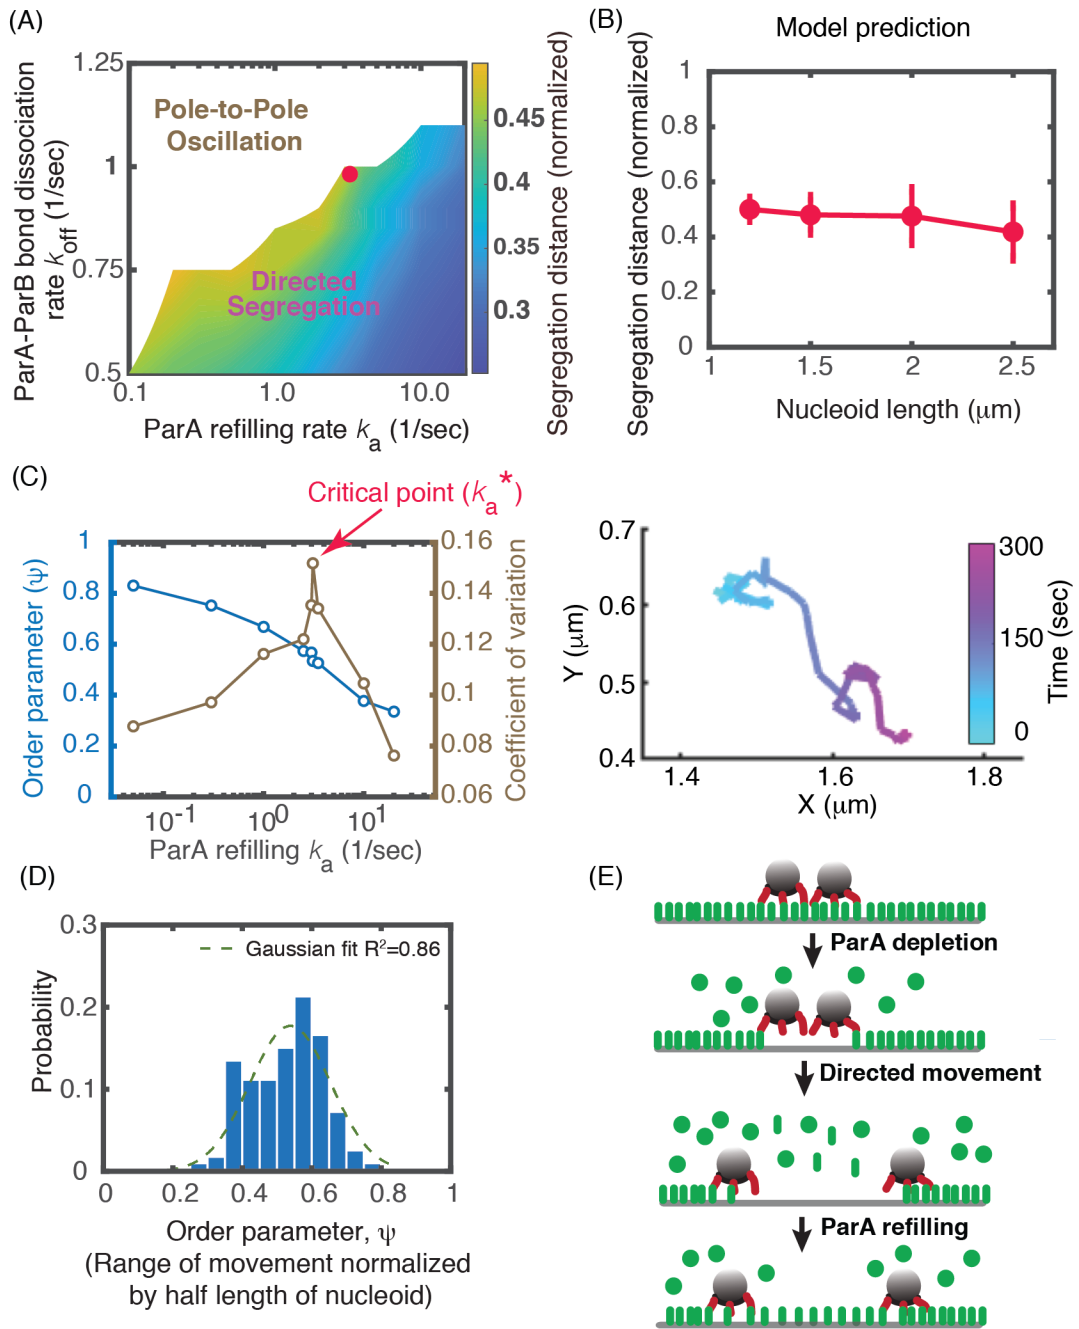 (A)
ParA-ParB bond dissociation
rate koff (1/sec)
1.25
1
0.75
0.5
0.1
1.0
10.0
ParA refilling rate ka (1/sec)
Pole-to-Pole
Oscillation
Directed
Segregation
0.45
0.4
0.35
0.3
Segregation distance (normalized)
(B)
Model prediction
Segregation distance (normalized)
1
0.8
0.6
0.4
0.2
0
1
1.5
2
2.5
Nucleoid length (μm)
(C)
Critical point (ka*)
Order parameter (ψ)
1
0.8
0.6
0.4
0.2
0
0.16
0.14
0.12
0.1
0.08
0.06
Coefficient of variation
10-1
100
101
ParA refilling ka (1/sec)
Y (μm)
0.7
0.6
0.5
0.4
1.4
1.6
1.8
X (μm)
300
150
0
Time (sec)
(D)
Probability
0.3
0.2
0.1
0
Gaussian fit R2=0.86
0
0.2
0.4
0.6
0.8
1
Order parameter, ψ
(Range of movement normalized
by half length of nucleoid)
(E)
ParA depletion
Directed movement
ParA refilling